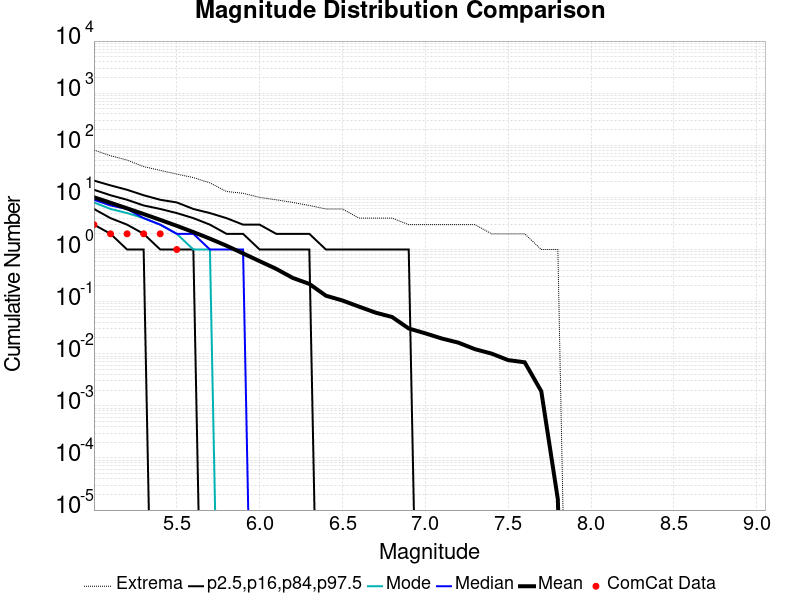 Magnitude Distribution Comparison
10^4
10^3
10^2
10^1
10^0
10^-1
10^-2
10^-3
10^-4
10^-5
Cumulative Number
5.5 6.0 6.5 7.0 7.5 8.0 8.5 9.0
Magnitude
Extrema p2.5,p16,p84,p97.5 Mode Median Mean ComCat Data